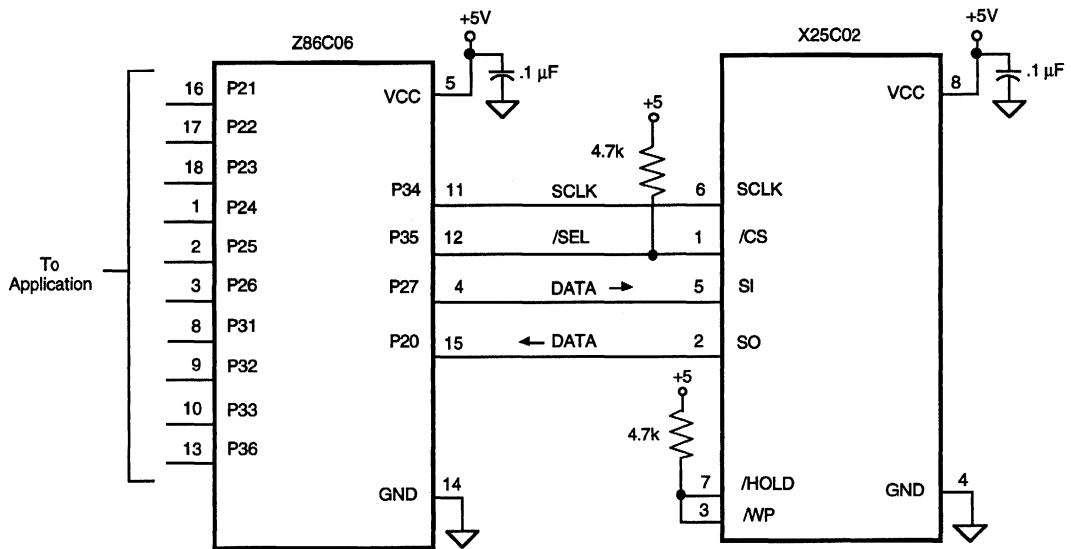 Z86C06
To
Application
16 P21
17 P22
18 P23
1 P24
2 P25
3 P26
8 P31
9 P32
10 P33
13 P36
+5V
5
VCC
.1 µF
P34 11 SCLK
P35 12 /SEL
P27 4 DATA →
P20 15 ← DATA
GND 14
+5
4.7k
+5
4.7k
X25C02
+5V
8
VCC
.1 µF
6 SCLK
1 /CS
5 SI
2 SO
7 /HOLD
3 /WP
GND 4